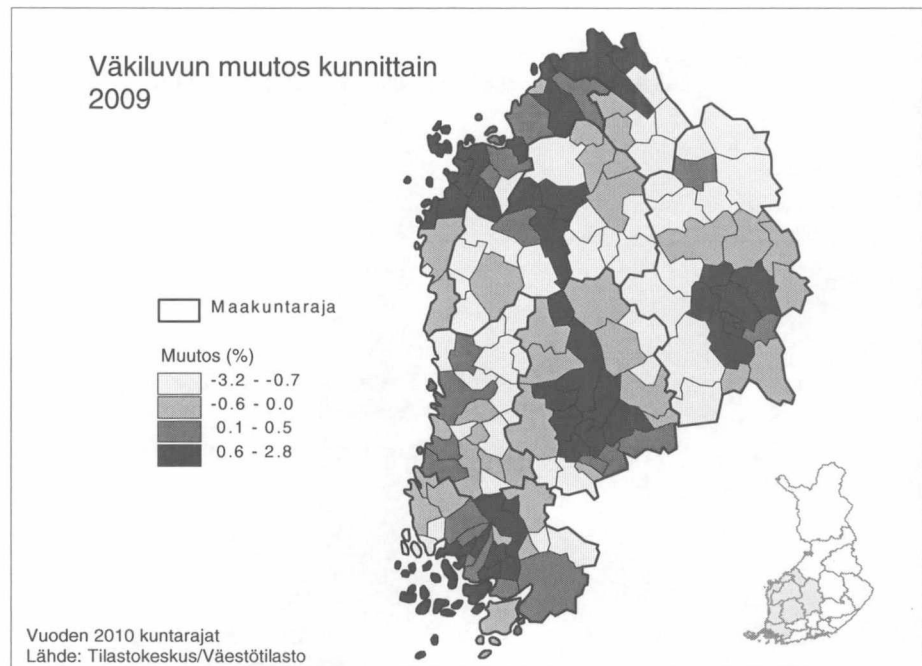 Väkiluvun muutos kunnittain
2009
Maakuntaraja
Muutos (%)
-3.2 - -0.7
-0.6 - 0.0
0.1 - 0.5
0.6 - 2.8
Vuoden 2010 kuntarajat
Lähde: Tilastokeskus/Väestötilasto